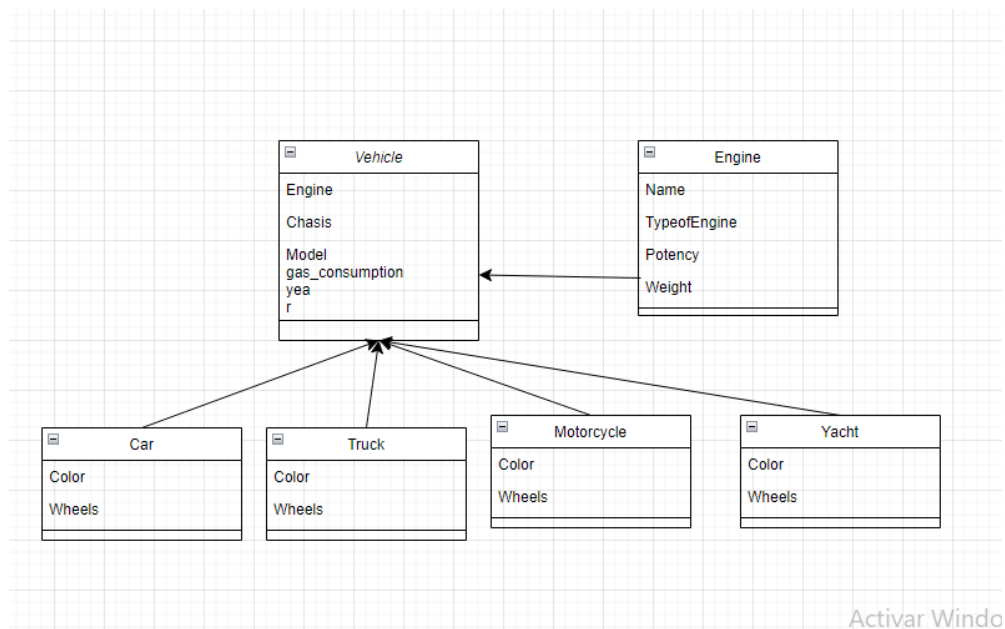 Vehicle
Engine
Chasis
Model
gas_consumption
yea
r
Engine
Name
TypeofEngine
Potency
Weight
Car
Color
Wheels
Truck
Color
Wheels
Motorcycle
Color
Wheels
Yacht
Color
Wheels
Activar Windo